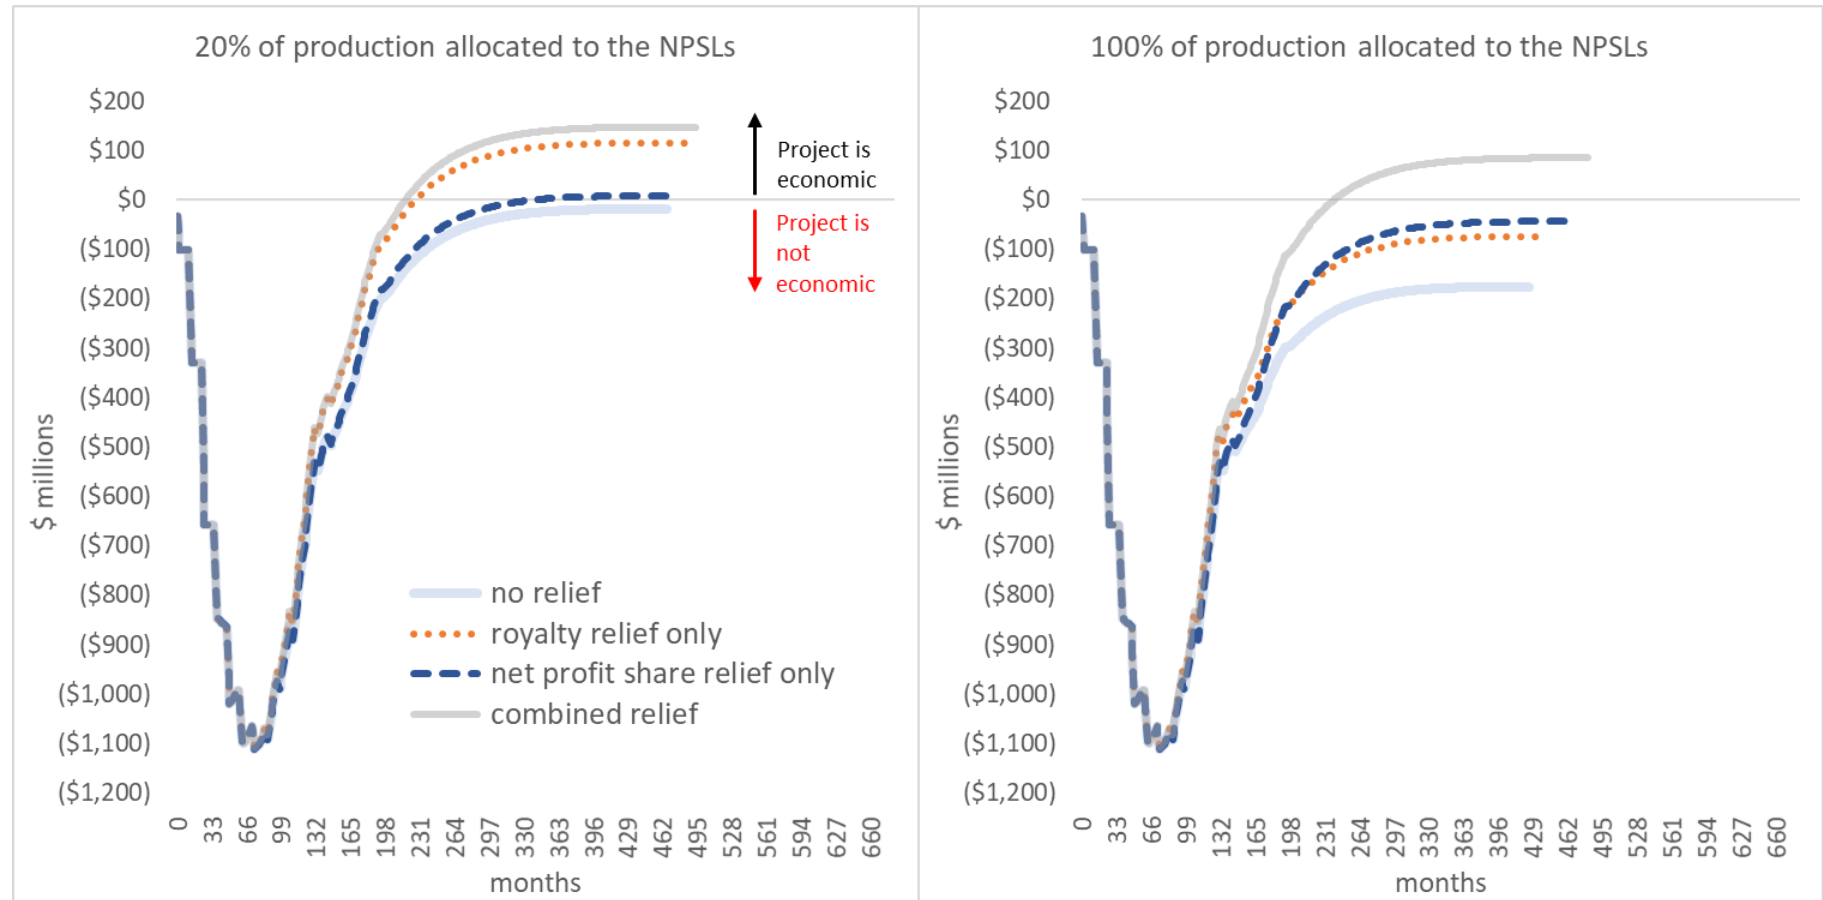 20% of production allocated to the NPSLs
$200
$100
$0
($100)
($200)
($300)
($400)
($500)
($600)
($700)
($800)
($900)
($1,000)
($1,100)
($1,200)
$ millions
Project is
economic
Project is
not
economic
no relief
royalty relief only
net profit share relief only
combined relief
0 33 66 99 132 165 198 231 264 297 330 363 396 429 462 495 528 561 594 627 660
months
100% of production allocated to the NPSLs
$200
$100
$0
($100)
($200)
($300)
($400)
($500)
($600)
($700)
($800)
($900)
($1,000)
($1,100)
($1,200)
$ millions
0 33 66 99 132 165 198 231 264 297 330 363 396 429 462 495 528 561 594 627 660
months